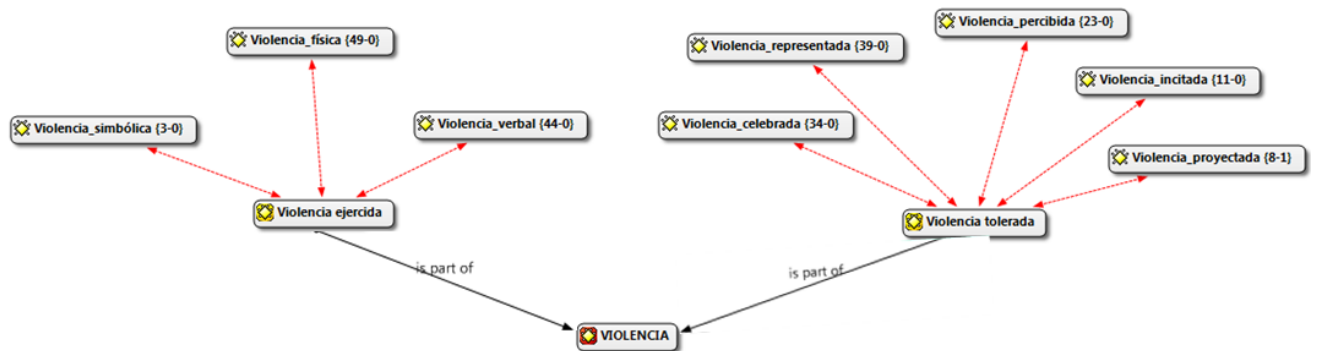 Violencia_percibida {23-0}
Violencia_física {49-0}
Violencia_representada {39-0}
Violencia_incitada {11-0}
Violencia_simbólica {3-0}
Violencia_verbal {44-0}
Violencia_celebrada {34-0}
Violencia_proyectada {8-1}
Violencia ejercida
Violencia tolerada
is part of
is part of
VIOLENCIA